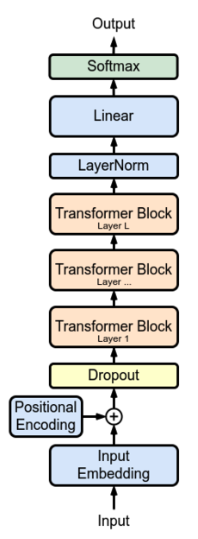 Output
Softmax
Linear
LayerNorm
Transformer Block
Layer L
Transformer Block
Layer ...
Transformer Block
Layer 1
Dropout
Positional
Encoding
+
Input
Embedding
Input